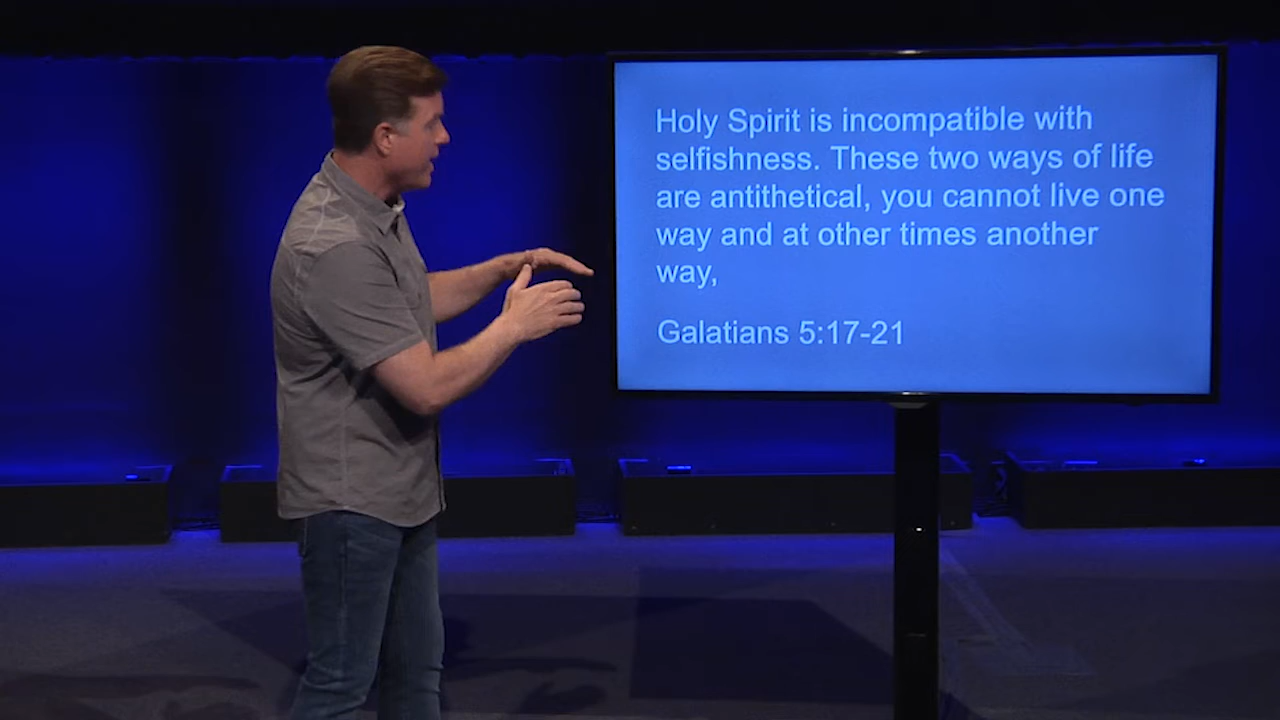 Holy Spirit is incompatible with
selfishness. These two ways of life
are antithetical, you cannot live one
way and at other times another
way,
Galatians 5:17-21